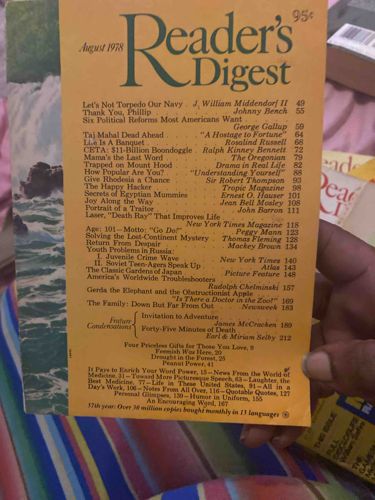 95¢
August 1978
Reader's
Digest
Let's Not Torpedo Our Navy . J. William Middendorf II 49
Thank You, Phillip . . . Johnny Bench 55
Six Political Reforms Most Americans Want
George Gallup 59
Taj Mahal Dead Ahead . . "A Hostage to Fortune" 64
Life Is A Banquet . . . Rosalind Russell 66
CETA: $11-Billion Boondoggle . Ralph Kinney Bennett 72
Mama's the Last Word . . . The Oregonian 79
Trapped on Mount Hood . . Drama in Real Life 82
How Popular Are You? . . "Understanding Yourself" 88
Give Rhodesia a Chance . . Sir Robert Thompson 93
The Happy Hacker . . . Tropic Magazine 98
Secrets of Egyptian Mummies . . Ernest O. Hauser 101
Joy Along the Way . . . Jean Bell Mosley 108
Portrait of a Traitor . . . John Barron 111
Laser, "Death Ray" That Improves Life
New York Times Magazine 118
Age: 101-Motto: "Go Do!" . . Peggy Mann 123
Solving the Lost-Continent Mystery . Thomas Fleming 128
Return From Despair . . . Maxley Brown 134
Youth Problems in Russia:
I. Juvenile Crime Wave . . New York Times 140
II. Soviet Teen-Agers Speak Up . . Atlas 143
The Classic Gardens of Japan . . Picture Feature 148
America's Worldwide Troubleshooters
Rudolph Chelminski 157
Gerda the Elephant and the Obstructionist Apple
"Is There a Doctor in the Zoo?" 169
The Family: Down But Far From Out . Newsweek 183
Feature Condensations
Invitation to Adventure
James McCracken 189
Forty-Five Minutes of Death
Earl & Miriam Selby 212
Four Priceless Gifts for Those You Love, 9
Feemish Was Here, 20
Drought in the Forest, 25
Peanut Power, 41
It Pays to Enrich Your Word Power, 15—News From the World of
Medicine, 31—Toward More Picturesque Speech, 63—Laughter, the
Best Medicine, 77—Life in These United States, 91—All in a
Day's Work, 106—Notes From All Over, 116—Quotable Quotes, 127
Personal Glimpses, 139—Humor in Uniform, 155
An Encouraging Word, 167
57th year: Over 30 million copies bought monthly in 13 languages